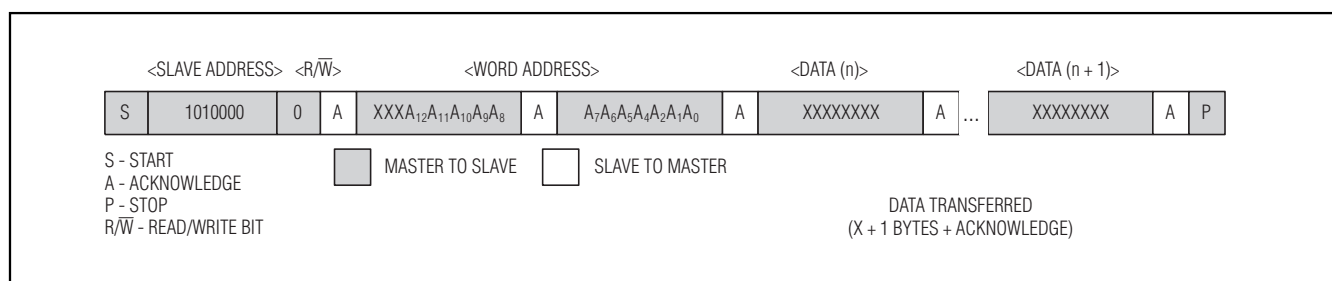 <SLAVE ADDRESS> <R/W̅> <WORD ADDRESS> <DATA (n)> <DATA (n + 1)>
S 1010000 0 A XXXA₁₂A₁₁A₁₀A₉A₈ A A₇A₆A₅A₄A₂A₁A₀ A XXXXXXXX A ... XXXXXXXX A P
S - START
A - ACKNOWLEDGE
P - STOP
R/W̅ - READ/WRITE BIT
MASTER TO SLAVE SLAVE TO MASTER
DATA TRANSFERRED
(X + 1 BYTES + ACKNOWLEDGE)